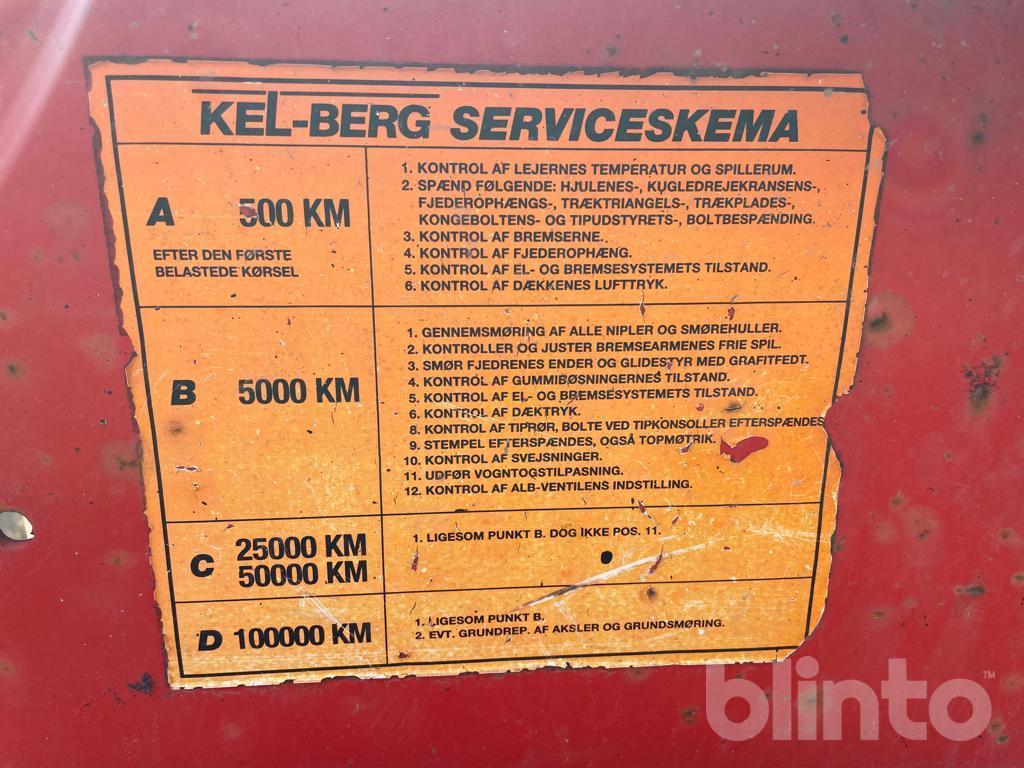 KEL-BERG SERVICESKEMA
A 500 KM
EFTER DEN FØRSTE
BELASTEDE KØRSEL
1. KONTROL AF LEJERNES TEMPERATUR OG SPILLERUM.
2. SPÆND FØLGENDE: HJULENES-, KUGLEDREJEKRANSENS-,
FJEDEROPHÆNGS-, TRÆKTRIANGELS-, TRÆKPLADES-,
KONGEBOLTENS- OG TIPUDSTYRETS-, BOLTBESPÆNDING.
3. KONTROL AF BREMSERNE.
4. KONTROL AF FJEDEROPHÆNG.
5. KONTROL AF EL- OG BREMSESYSTEMETS TILSTAND.
6. KONTROL AF DÆKKENES LUFTTRYK.
B 5000 KM
1. GENNEMSMØRING AF ALLE NIPLER OG SMØREHULLER.
2. KONTROLLER OG JUSTER BREMSEARMENES FRIE SPIL.
3. SMØR FJEDRENES ENDER OG GLIDESTYR MED GRAFITFEDT.
4. KONTROL AF GUMMIBØSNINGERNES TILSTAND.
5. KONTROL AF EL- OG BREMSESYSTEMETS TILSTAND.
6. KONTROL AF DÆKTRYK.
8. KONTROL AF TIPRØR, BOLTE VED TIPKONSOLLER EFTERSPÆNDES
9. STEMPEL EFTERSPÆNDES, OGSÅ TOPMØTRIK.
10. KONTROL AF SVEJSNINGER.
11. UDFØR VOGNTOGSTILPASNING.
12. KONTROL AF ALB-VENTILENS INDSTILLING.
C 25000 KM
50000 KM
1. LIGESOM PUNKT B. DOG IKKE POS. 11.
D 100000 KM
1. LIGESOM PUNKT B.
2. EVT. GRUNDREP. AF AKSLER OG GRUNDSMØRING.
blinto™